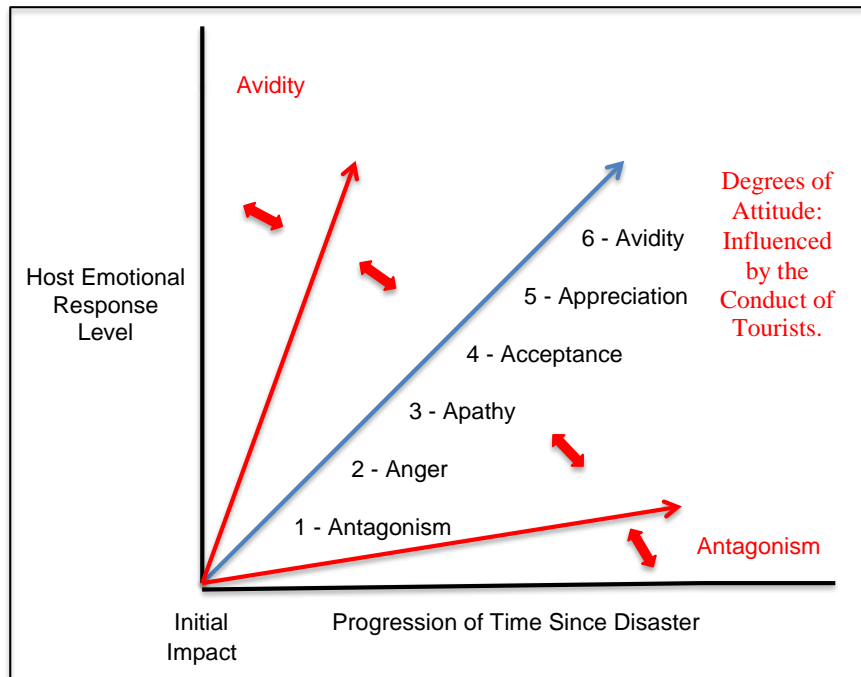 Avidity
Degrees of
Attitude:
Influenced
by the
Conduct of
Tourists.
6 - Avidity
Host Emotional
Response
Level
5 - Appreciation
4 - Acceptance
3 - Apathy
2 - Anger
1 - Antagonism
Antagonism
Initial
Impact
Progression of Time Since Disaster